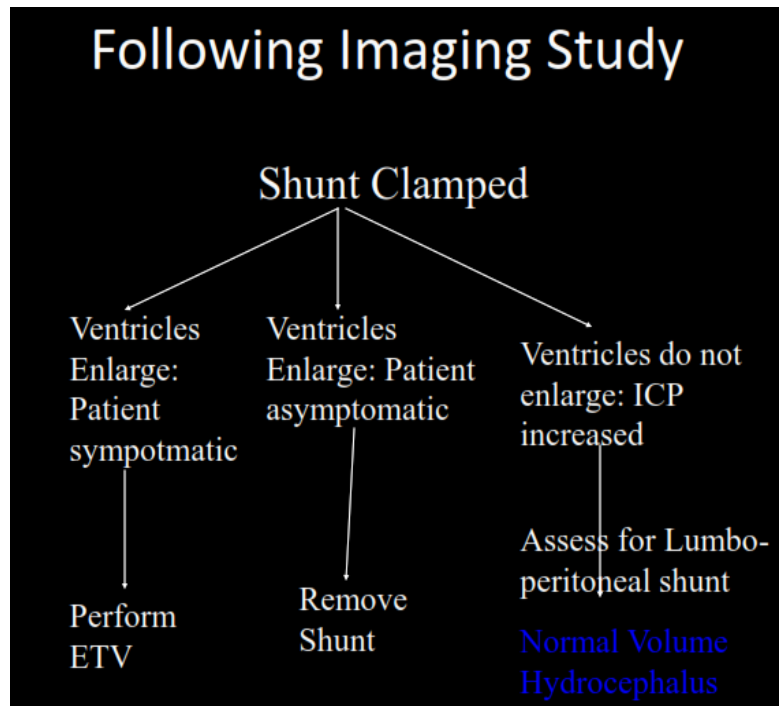 Following Imaging Study
Shunt Clamped
Ventricles
Enlarge:
Patient
sympotmatic
Ventricles
Enlarge: Patient
asymptomatic
Ventricles do not
enlarge: ICP
increased
Perform
ETV
Remove
Shunt
Assess for Lumbo-
peritoneal shunt
Normal Volume
Hydrocephalus